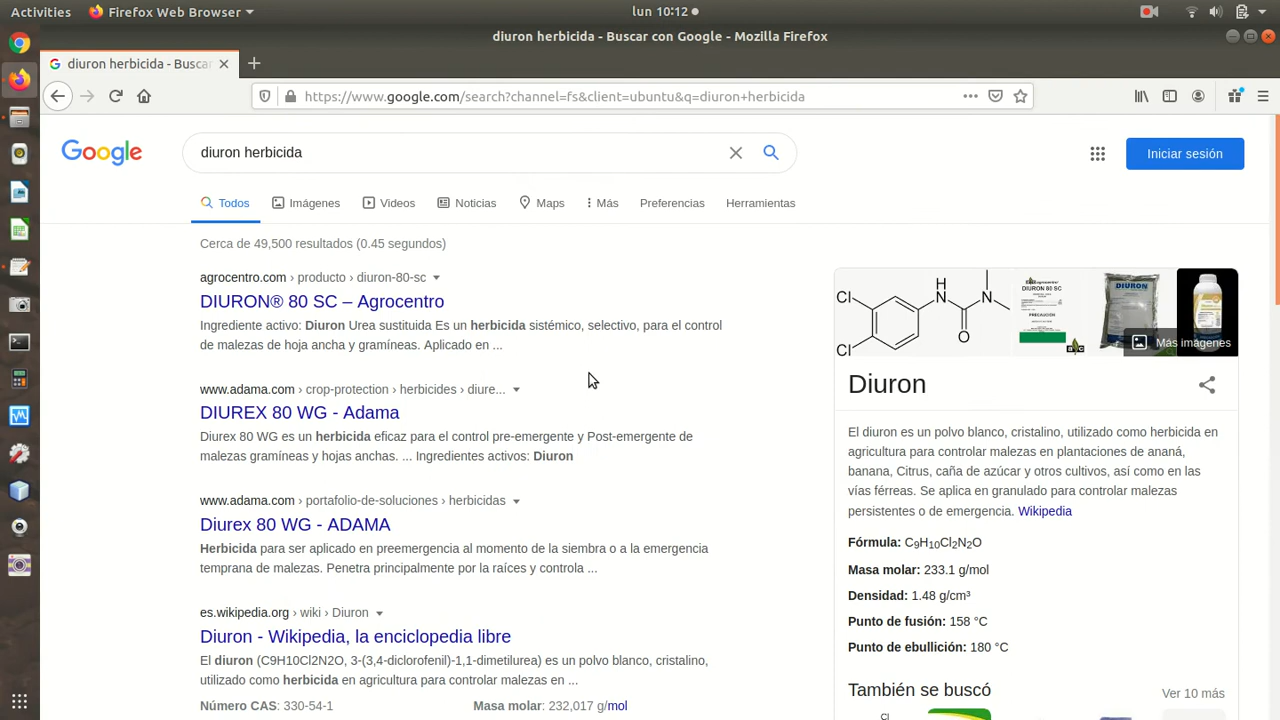 Activities
Firefox Web Browser
lun 10:12
diuron herbicida - Buscar con Google - Mozilla Firefox
diuron herbicida - Buscar
https://www.google.com/search?channel=fs&client=ubuntu&q=diuron+herbicida
Google
diuron herbicida
Iniciar sesión
Todos
Imágenes
Videos
Noticias
Maps
Más
Preferencias
Herramientas
Cerca de 49,500 resultados (0.45 segundos)
agrocentro.com › producto › diuron-80-sc
DIURON® 80 SC – Agrocentro
Ingrediente activo: Diuron Urea sustituida Es un herbicida sistémico, selectivo, para el control
de malezas de hoja ancha y gramíneas. Aplicado en ...
www.adama.com › crop-protection › herbicides › diure...
DIUREX 80 WG - Adama
Diurex 80 WG es un herbicida eficaz para el control pre-emergente y Post-emergente de
malezas gramíneas y hojas anchas. ... Ingredientes activos: Diuron
www.adama.com › portafolio-de-soluciones › herbicidas
Diurex 80 WG - ADAMA
Herbicida para ser aplicado en preemergencia al momento de la siembra o a la emergencia
temprana de malezas. Penetra principalmente por la raíces y controla ...
es.wikipedia.org › wiki › Diuron
Diuron - Wikipedia, la enciclopedia libre
El diuron (C9H10Cl2N2O, 3-(3,4-diclorofenil)-1,1-dimetilurea) es un polvo blanco, cristalino,
utilizado como herbicida en agricultura para controlar malezas en ...
Número CAS: 330-54-1
Masa molar: 232,017 g/mol
Cl
Cl
H
N
O
N
DIURON 80 SC
PRECAUCIÓN
DIURON
Más imágenes
Diuron
El diuron es un polvo blanco, cristalino, utilizado como herbicida en
agricultura para controlar malezas en plantaciones de ananá,
banana, Citrus, caña de azúcar y otros cultivos, así como en las
vías férreas. Se aplica en granulado para controlar malezas
persistentes o de emergencia. Wikipedia
Fórmula: C₉H₁₀Cl₂N₂O
Masa molar: 233.1 g/mol
Densidad: 1.48 g/cm³
Punto de fusión: 158 °C
Punto de ebullición: 180 °C
También se buscó
Ver 10 más
Cl